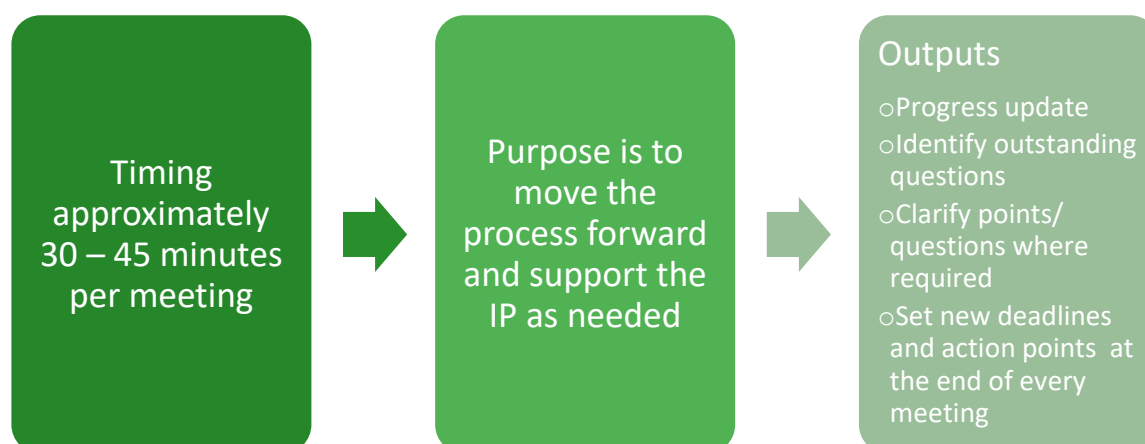 Timing
approximately
30 – 45 minutes
per meeting
Purpose is to
move the
process forward
and support the
IP as needed
Outputs
oProgress update
oIdentify outstanding
questions
oClarify points/
questions where
required
oSet new deadlines
and action points  at
the end of every
meeting